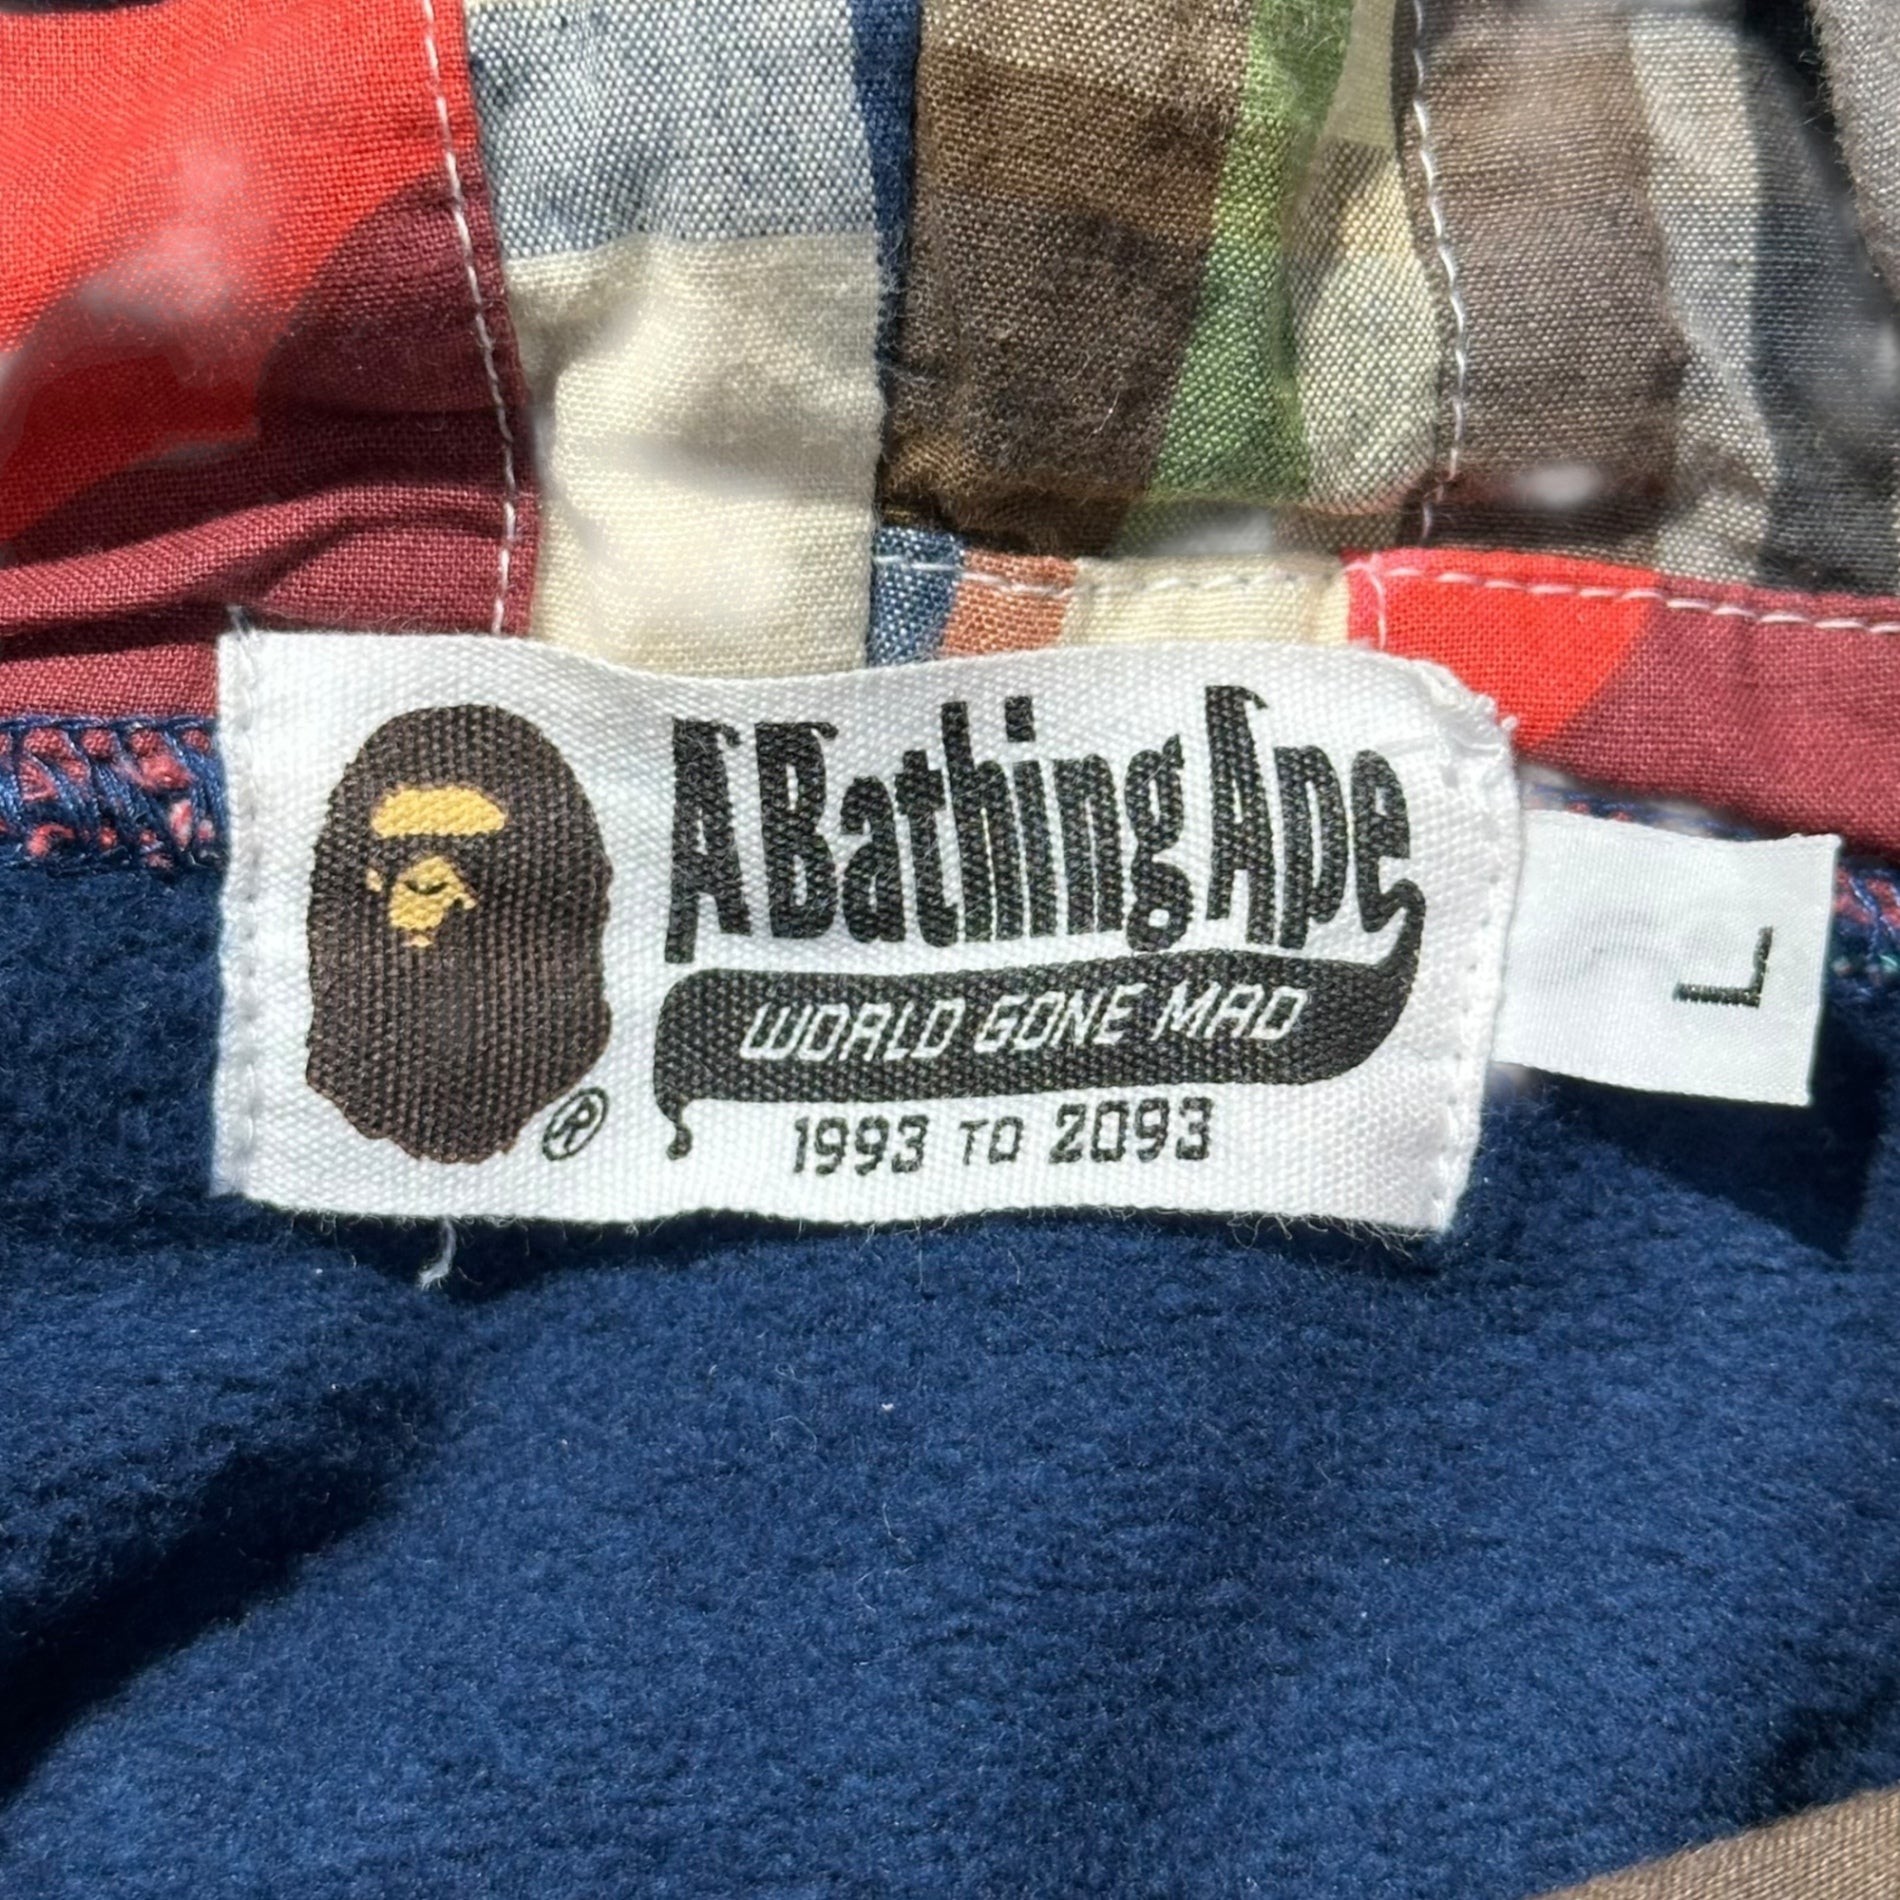 A Bathing Ape
WORLD GONE MAD
1993 TO 2093
®
L